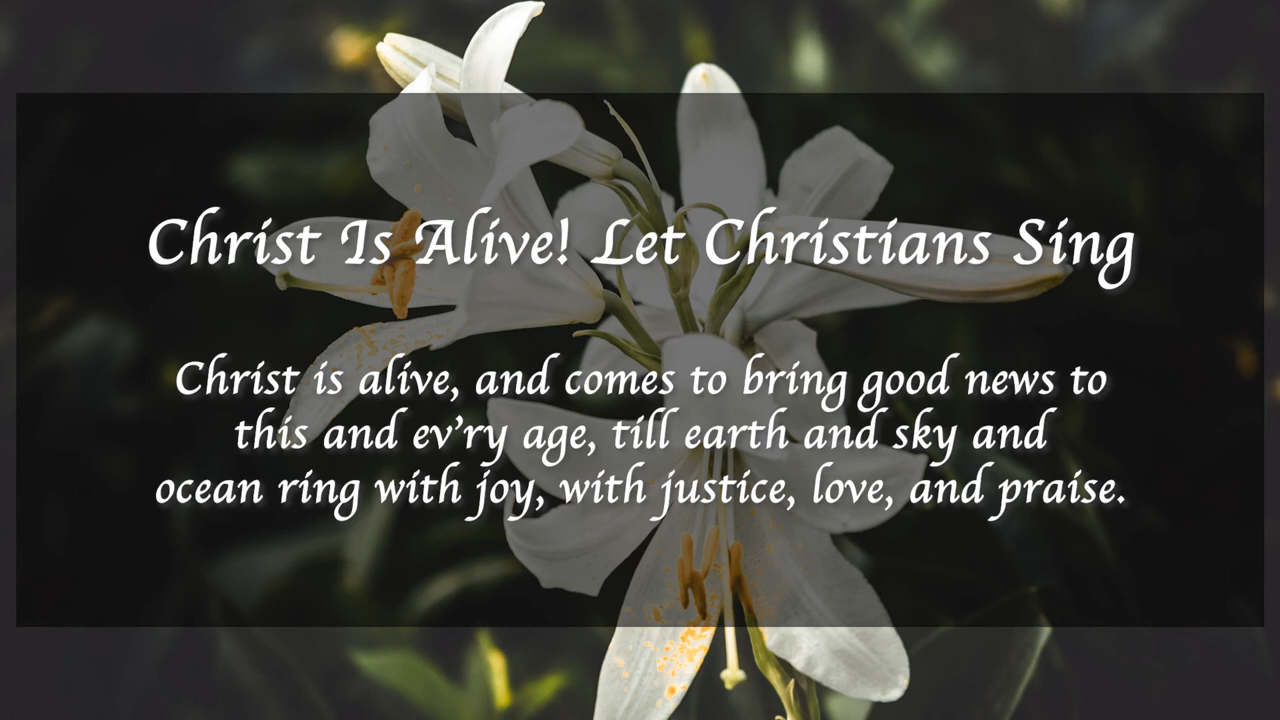 Christ Is Alive! Let Christians Sing
Christ is alive, and comes to bring good news to
this and ev’ry age, till earth and sky and
ocean ring with joy, with justice, love, and praise.